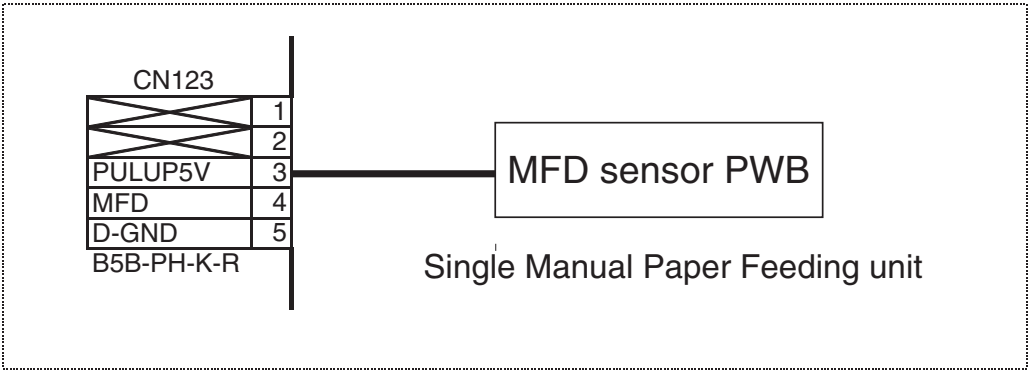 CN123
1
2
PULUP5V 3
MFD 4
D-GND 5
B5B-PH-K-R
MFD sensor PWB
Single Manual Paper Feeding unit